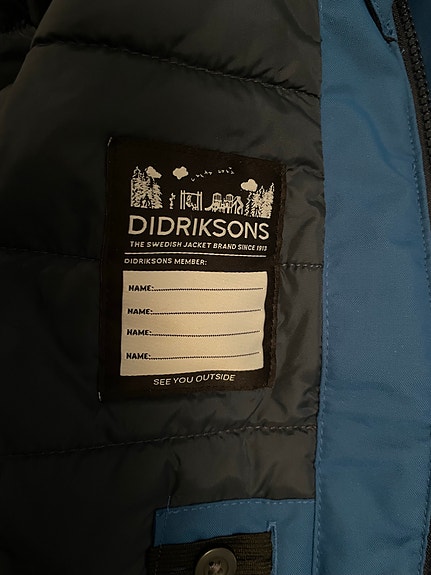 DIDRIKSONS
THE SWEDISH JACKET BRAND SINCE 1913
DIDRIKSONS MEMBER:
NAME:
NAME:
NAME:
NAME:
SEE YOU OUTSIDE